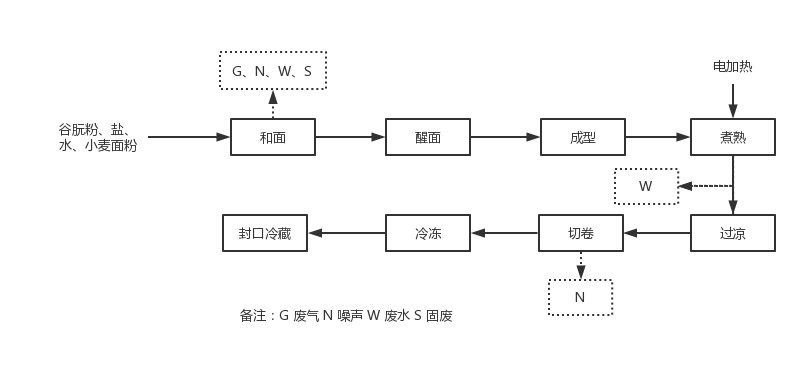 G、N、W、S
电加热
谷朊粉、盐、
水、小麦面粉
和面
醒面
成型
煮熟
W
封口冷藏
冷冻
切卷
过凉
N
备注：G 废气 N 噪声 W 废水 S 固废